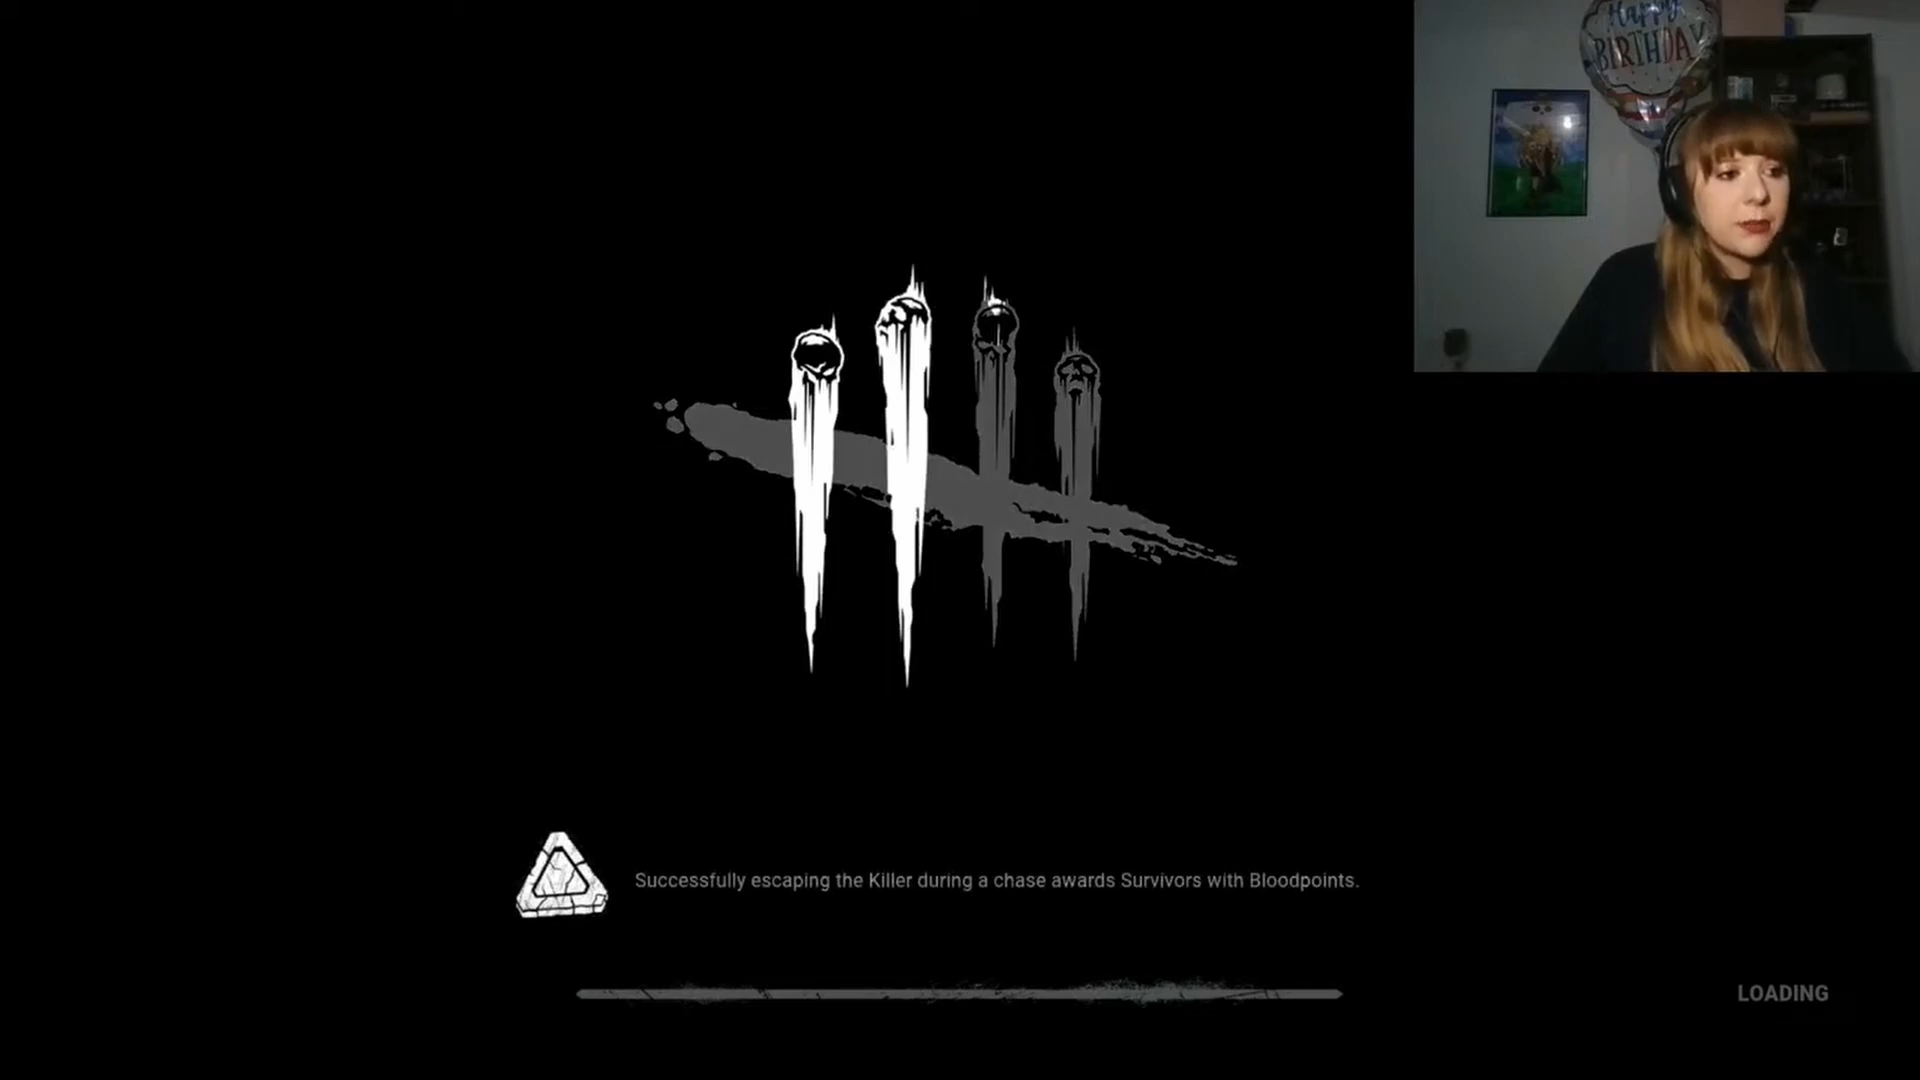 Happy
BIRTHDAY
Successfully escaping the Killer during a chase awards Survivors with Bloodpoints.
LOADING